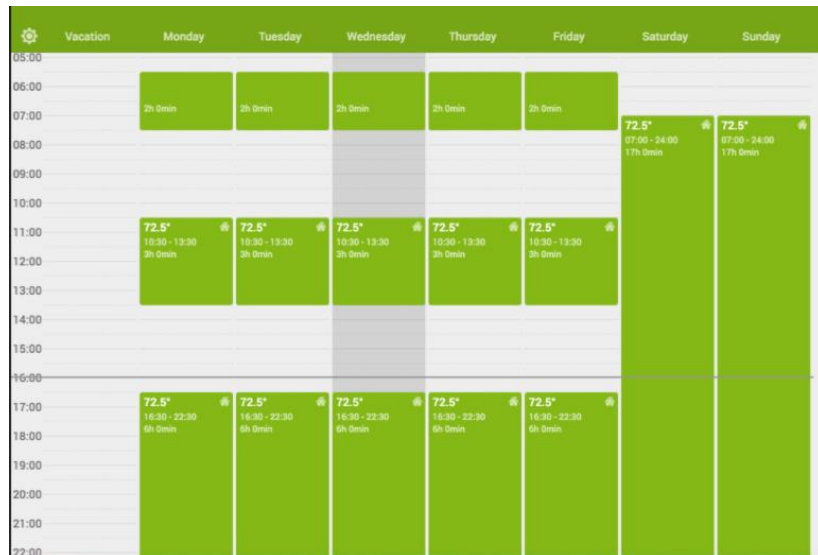 Vacation Monday Tuesday Wednesday Thursday Friday Saturday Sunday
05:00
06:00
2h 0min 2h 0min 2h 0min 2h 0min 2h 0min
07:00
72.5° 72.5°
07:00 - 24:00 07:00 - 24:00
08:00
17h 0min 17h 0min
09:00
10:00
72.5° 72.5° 72.5° 72.5° 72.5°
11:00
10:30 - 13:30 10:30 - 13:30 10:30 - 13:30 10:30 - 13:30 10:30 - 13:30
3h 0min 3h 0min 3h 0min 3h 0min 3h 0min
12:00
13:00
14:00
15:00
16:00
72.5° 72.5° 72.5° 72.5° 72.5°
17:00
16:30 - 22:30 16:30 - 22:30 16:30 - 22:30 16:30 - 22:30 16:30 - 22:30
6h 0min 6h 0min 6h 0min 6h 0min 6h 0min
18:00
19:00
20:00
21:00
22:00